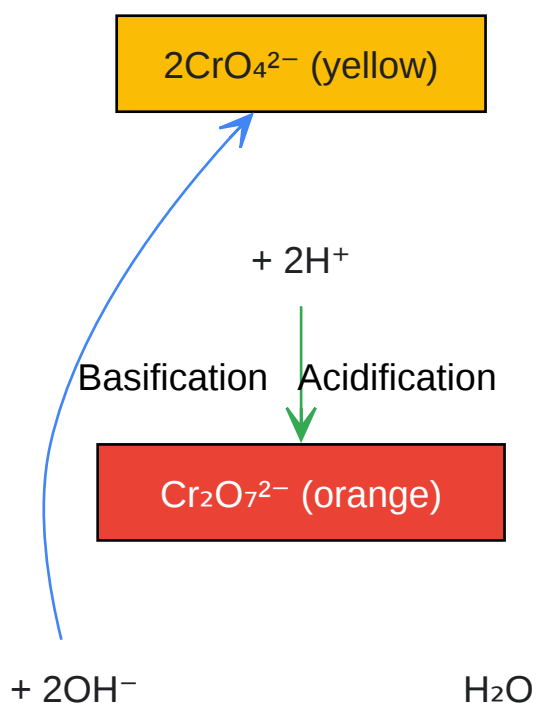 2CrO₄²⁻ (yellow)
+ 2H⁺
Basification
Acidification
Cr₂O₇²⁻ (orange)
+ 2OH⁻
H₂O